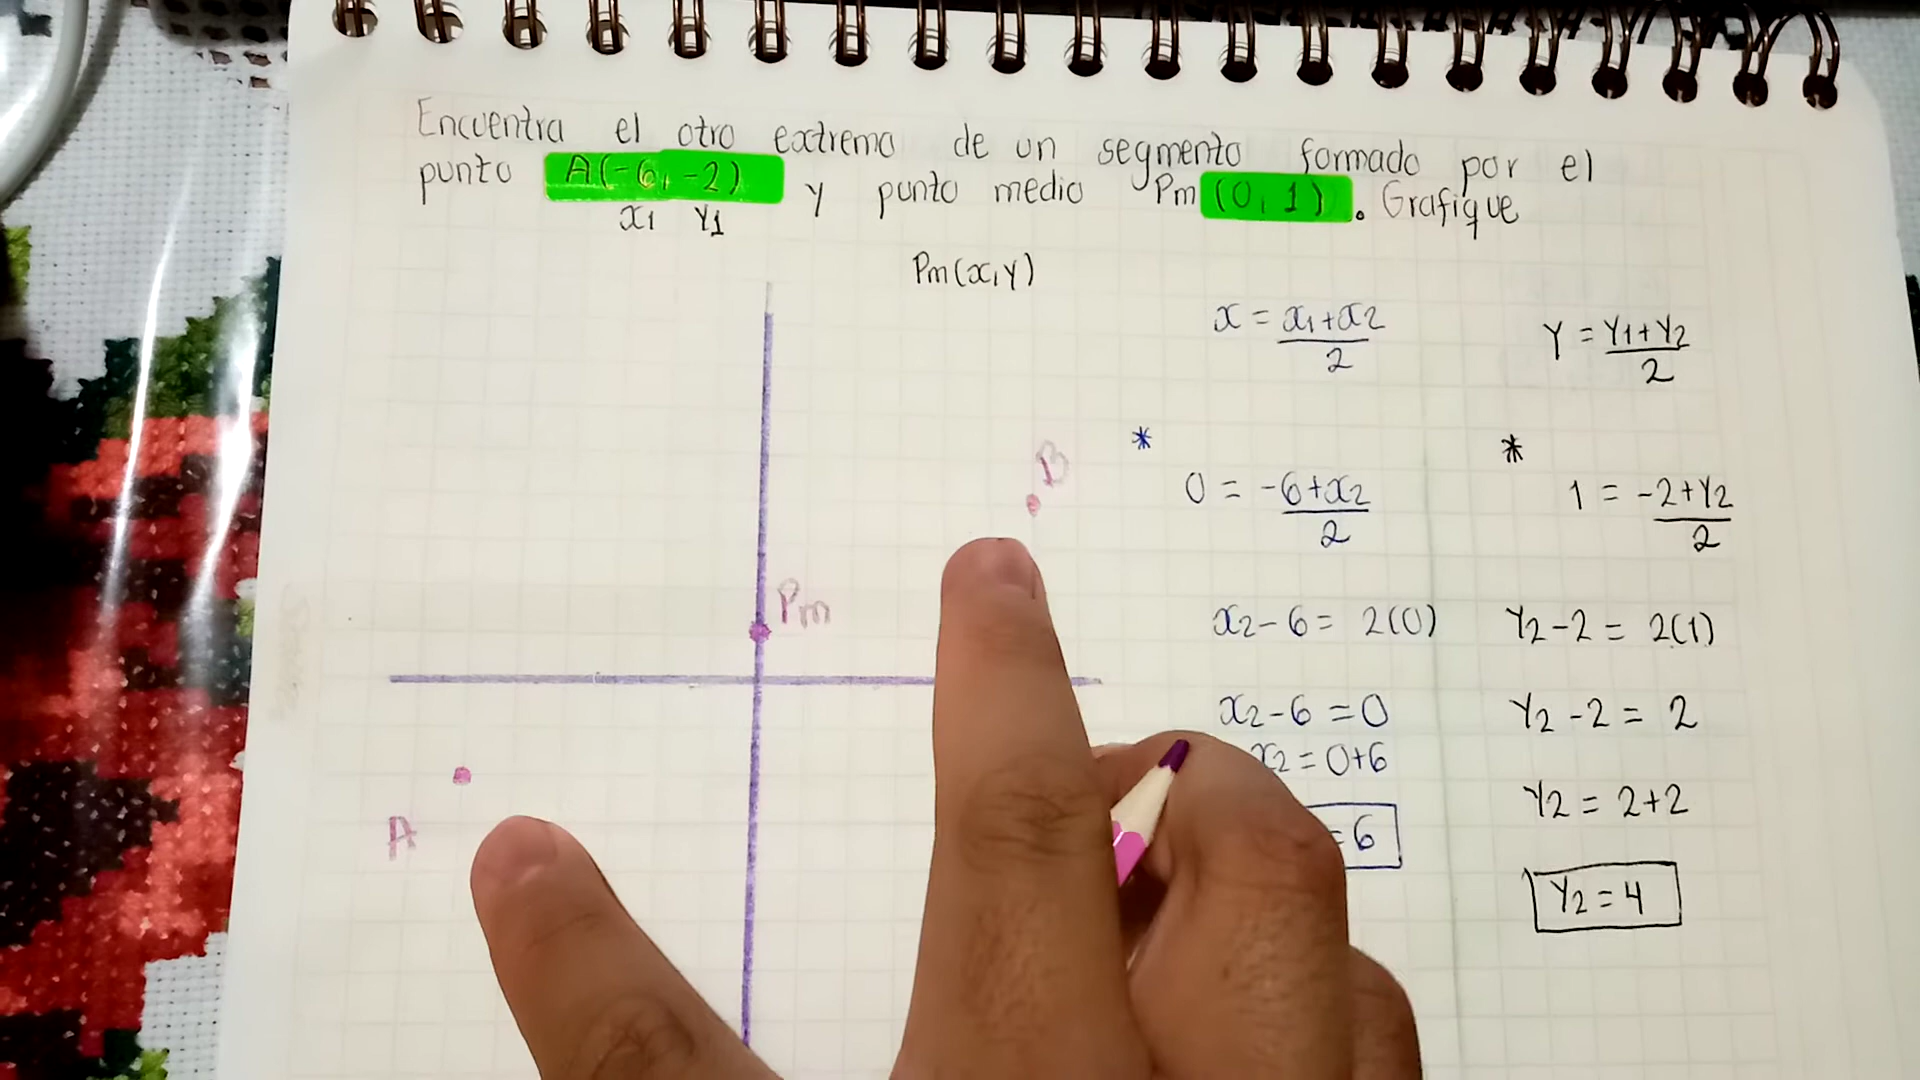 Encuentra el otro extremo de un segmento formado por el
punto A(-6, -2) y punto medio Pm (0, 1). Grafique
x1 Y1
Pm(x,y)
x = x1+x2/2
Y = Y1+Y2/2
* 0 = -6+x2/2
* 1 = -2+Y2/2
x2-6 = 2(0)
Y2-2 = 2(1)
x2-6 = 0
Y2-2 = 2
x2 = 0+6
Y2 = 2+2
=6
Y2 = 4
B
Pm
A